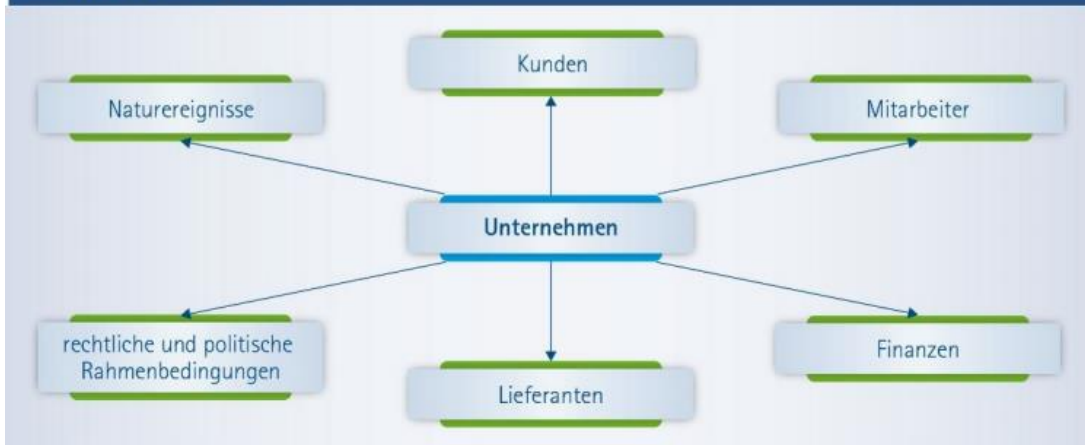 Kunden
Naturereignisse
Mitarbeiter
Unternehmen
rechtliche und politische
Rahmenbedingungen
Finanzen
Lieferanten